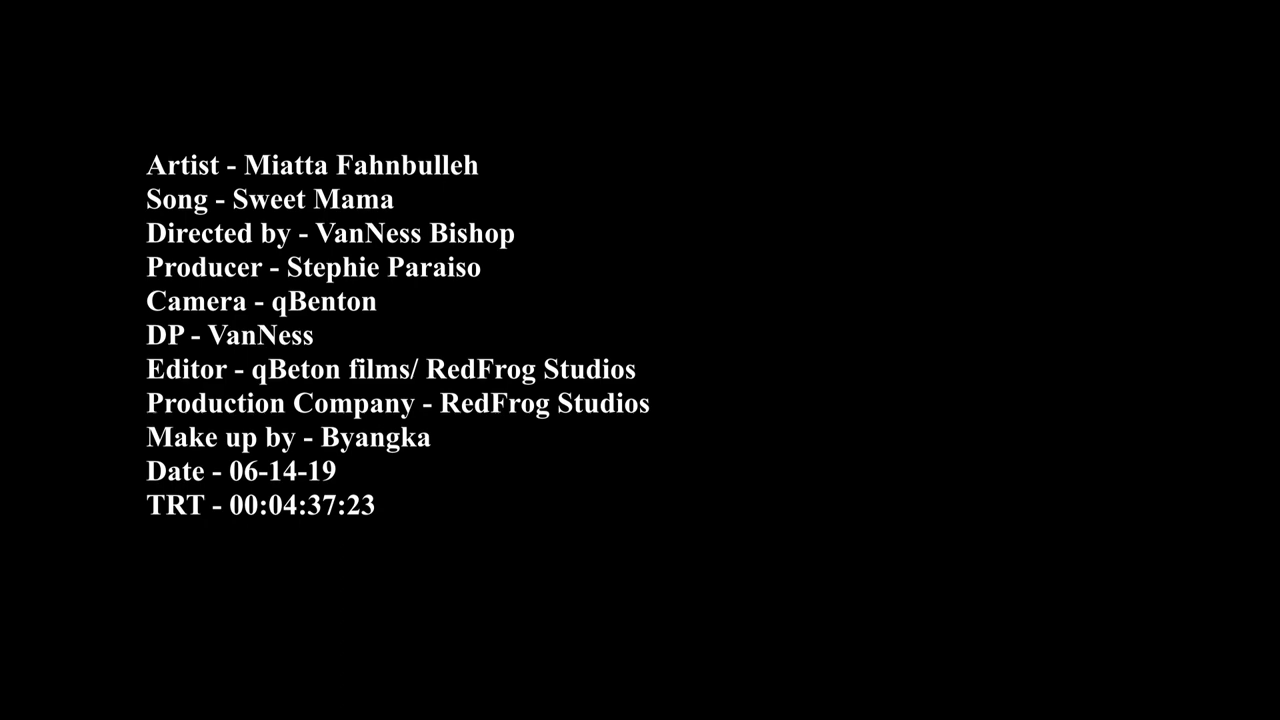 Artist - Miatta Fahnbulleh
Song - Sweet Mama
Directed by - VanNess Bishop
Producer - Stephie Paraiso
Camera - qBenton
DP - VanNess
Editor - qBeton films/ RedFrog Studios
Production Company - RedFrog Studios
Make up by - Byangka
Date - 06-14-19
TRT - 00:04:37:23